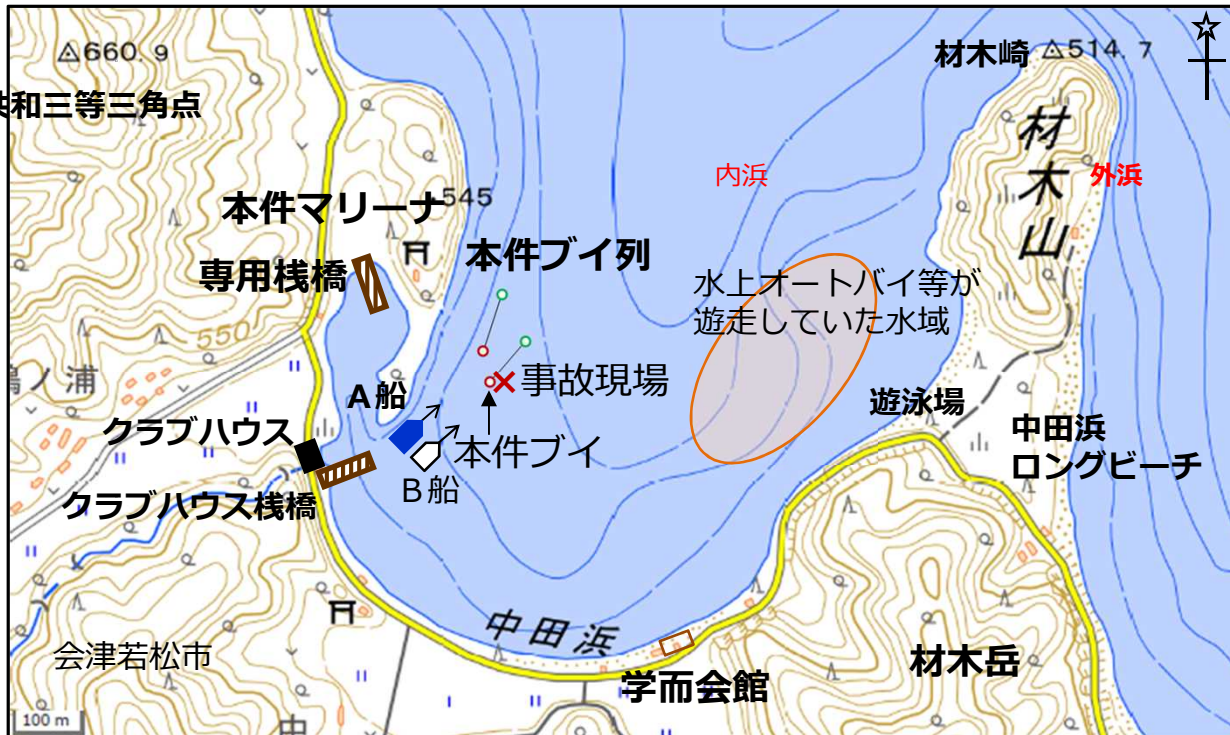 660.9
材木崎
514.7
共和三等三角点
材木山
内浜
外浜
本件マリーナ
545
本件ブイ列
専用桟橋
水上オートバイ等が
遊走していた水域
550
事故現場
A船
遊泳場
クラブハウス
本件ブイ
中田浜
ロングビーチ
B船
クラブハウス桟橋
中田浜
会津若松市
材木岳
学而会館
100 m
中